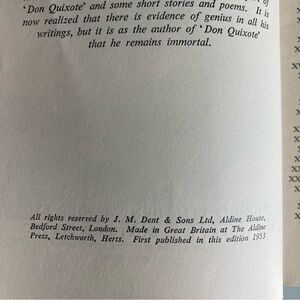 'Don Quixote' and some short stories and poems. It is
now realized that there is evidence of genius in all his
writings, but it is as the author of 'Don Quixote'
that he remains immortal.
All rights reserved by J. M. Dent & Sons Ltd, Aldine House,
Bedford Street, London. Made in Great Britain at The Aldine
Press, Letchworth, Herts. First published in this edition 1953